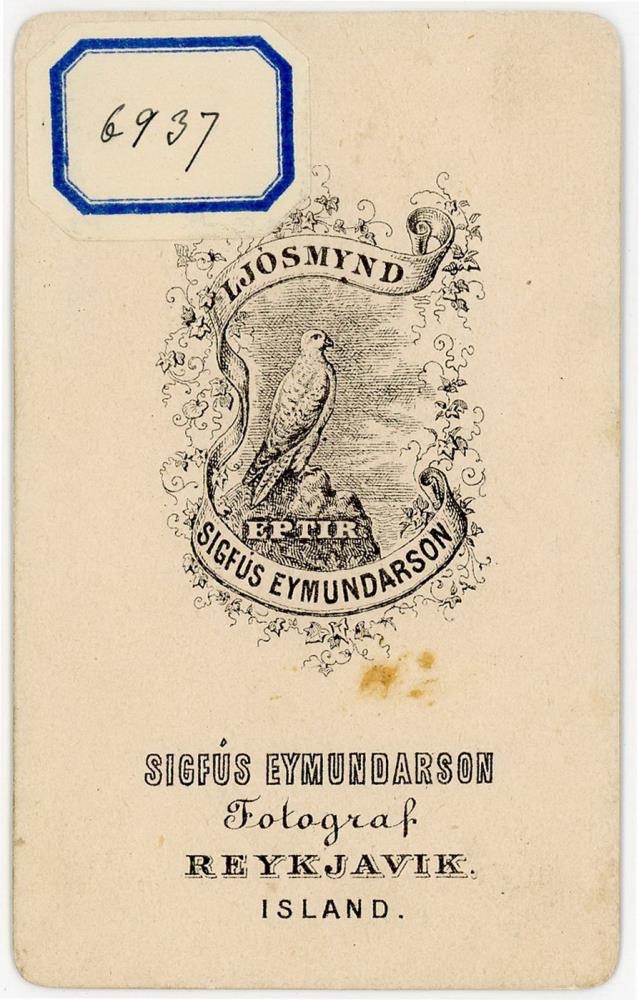 6937
LJÓSMYND
EPTIR
SIGFÚS EYMUNDARSON
SIGFÚS EYMUNDARSON
Fotograf
REYKJAVIK.
ISLAND.